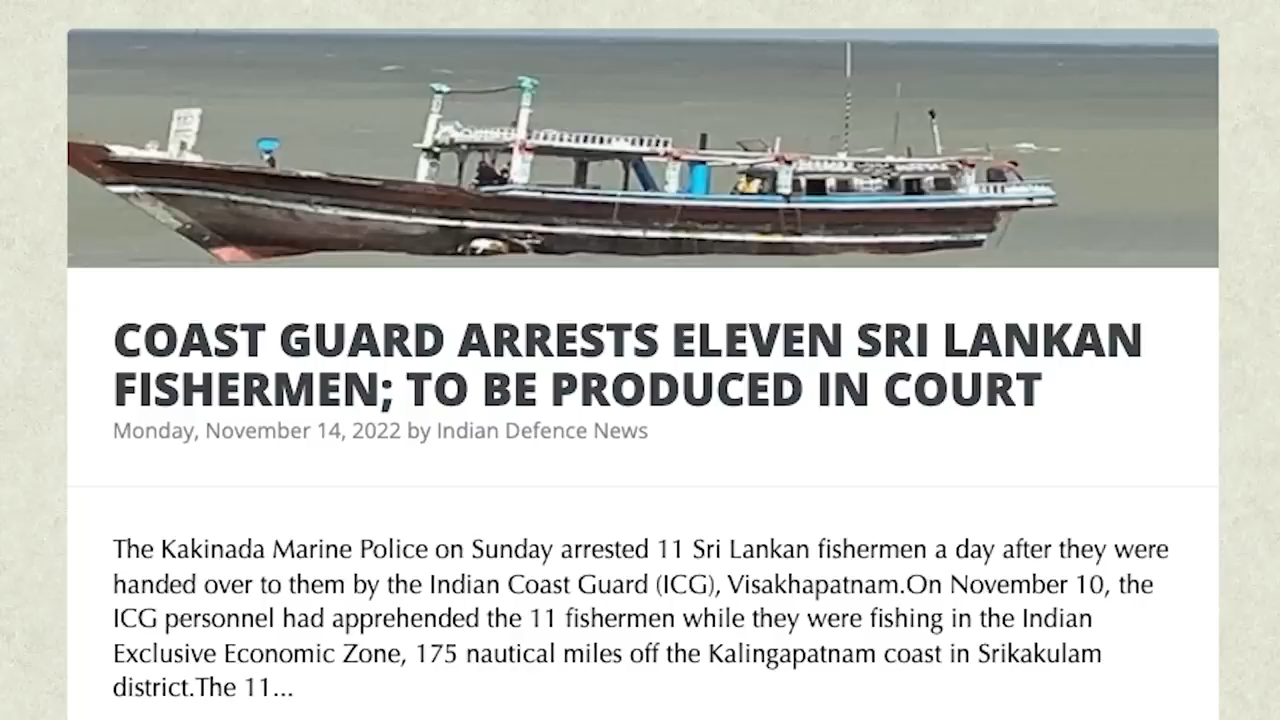 COAST GUARD ARRESTS ELEVEN SRI LANKAN
FISHERMEN; TO BE PRODUCED IN COURT
Monday, November 14, 2022 by Indian Defence News
The Kakinada Marine Police on Sunday arrested 11 Sri Lankan fishermen a day after they were
handed over to them by the Indian Coast Guard (ICG), Visakhapatnam.On November 10, the
ICG personnel had apprehended the 11 fishermen while they were fishing in the Indian
Exclusive Economic Zone, 175 nautical miles off the Kalingapatnam coast in Srikakulam
district.The 11...